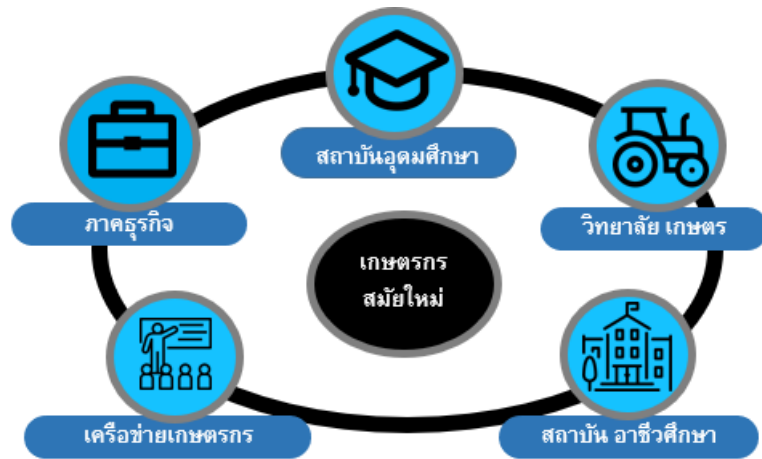 สถาบันอุดมศึกษา
ภาคธุรกิจ
วิทยาลัย เกษตร
เกษตรกร
สมัยใหม่
เครือข่ายเกษตรกร
สถาบัน อาชีวศึกษา